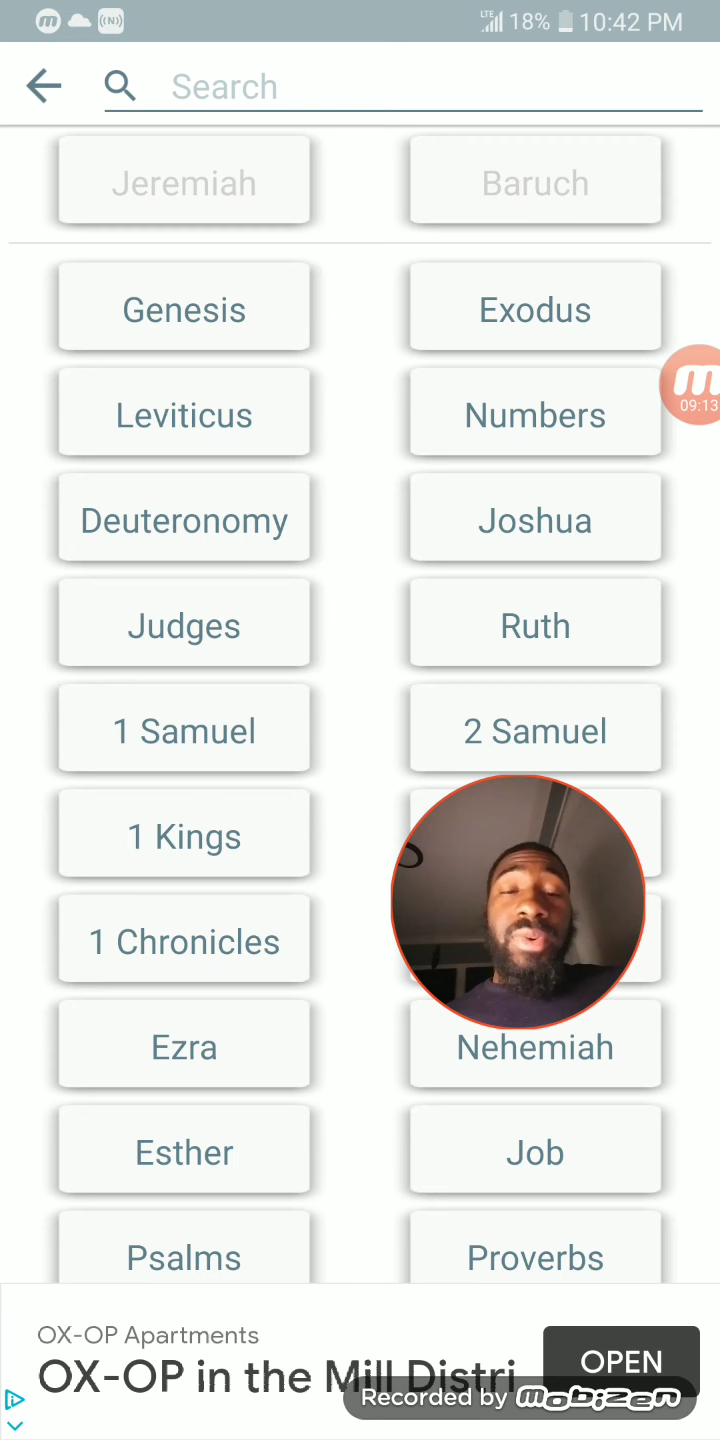 LTE 18% 10:42 PM
Search
Jeremiah Baruch
Genesis Exodus
09:13
Leviticus Numbers
Deuteronomy Joshua
Judges Ruth
1 Samuel 2 Samuel
1 Kings
1 Chronicles
Ezra Nehemiah
Esther Job
Psalms Proverbs
OX-OP Apartments
OX-OP in the Mill Distri OPEN
Recorded by mobizen